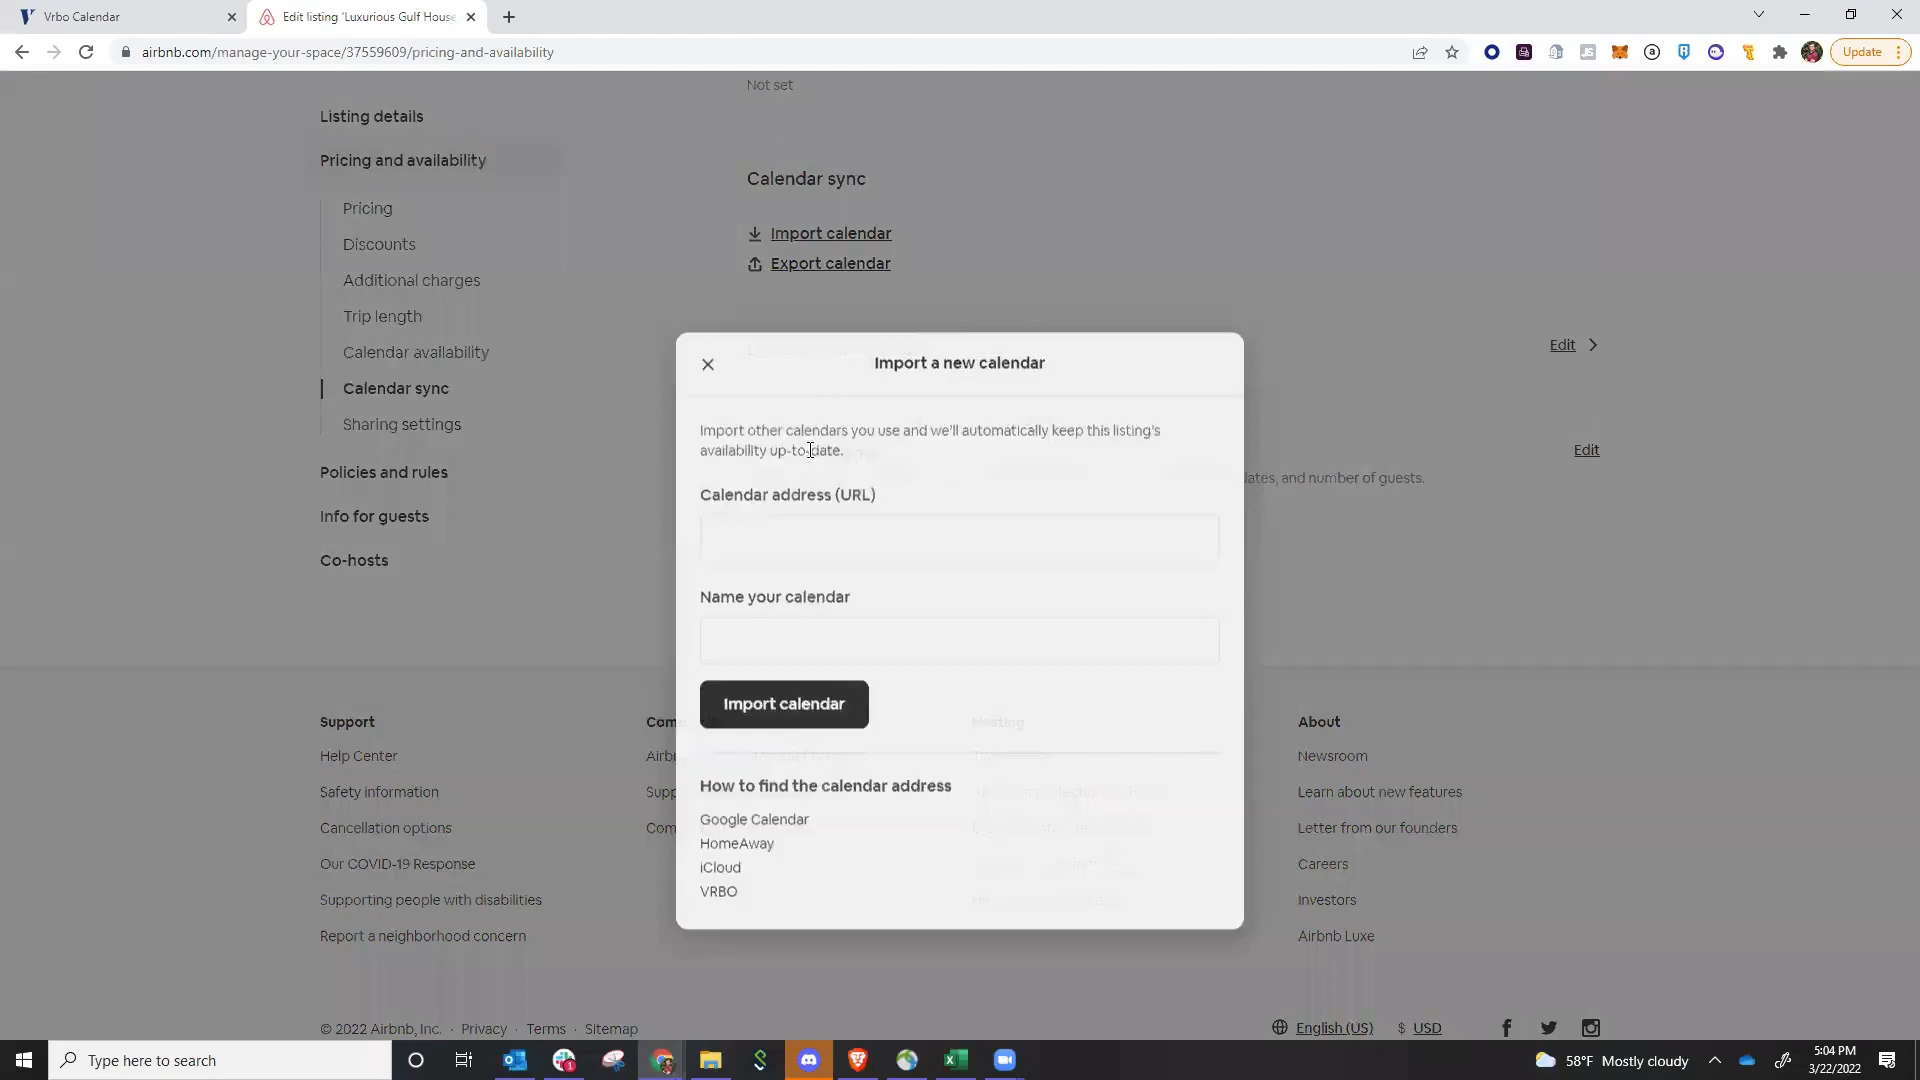 Vrbo Calendar
Edit listing 'Luxurious Gulf House
airbnb.com/manage-your-space/37559609/pricing-and-availability
Update
Not set
Listing details
Pricing and availability
Calendar sync
Pricing
Import calendar
Discounts
Export calendar
Additional charges
Trip length
Edit
Calendar availability
Import a new calendar
Calendar sync
Sharing settings
Import other calendars you use and we'll automatically keep this listing's
availability up-to-date.
Edit
Policies and rules
ates, and number of guests.
Calendar address (URL)
Info for guests
Co-hosts
Name your calendar
Import calendar
Support
Com
Hosting
About
Help Center
Airb
Newsroom
How to find the calendar address
Safety information
Supp
Learn about new features
Google Calendar
Cancellation options
Com
Letter from our founders
HomeAway
Our COVID-19 Response
iCloud
Careers
VRBO
Supporting people with disabilities
Investors
Report a neighborhood concern
Airbnb Luxe
© 2022 Airbnb, Inc. · Privacy · Terms · Sitemap
English (US) $ USD
Type here to search
58°F Mostly cloudy
5:04 PM
3/22/2022